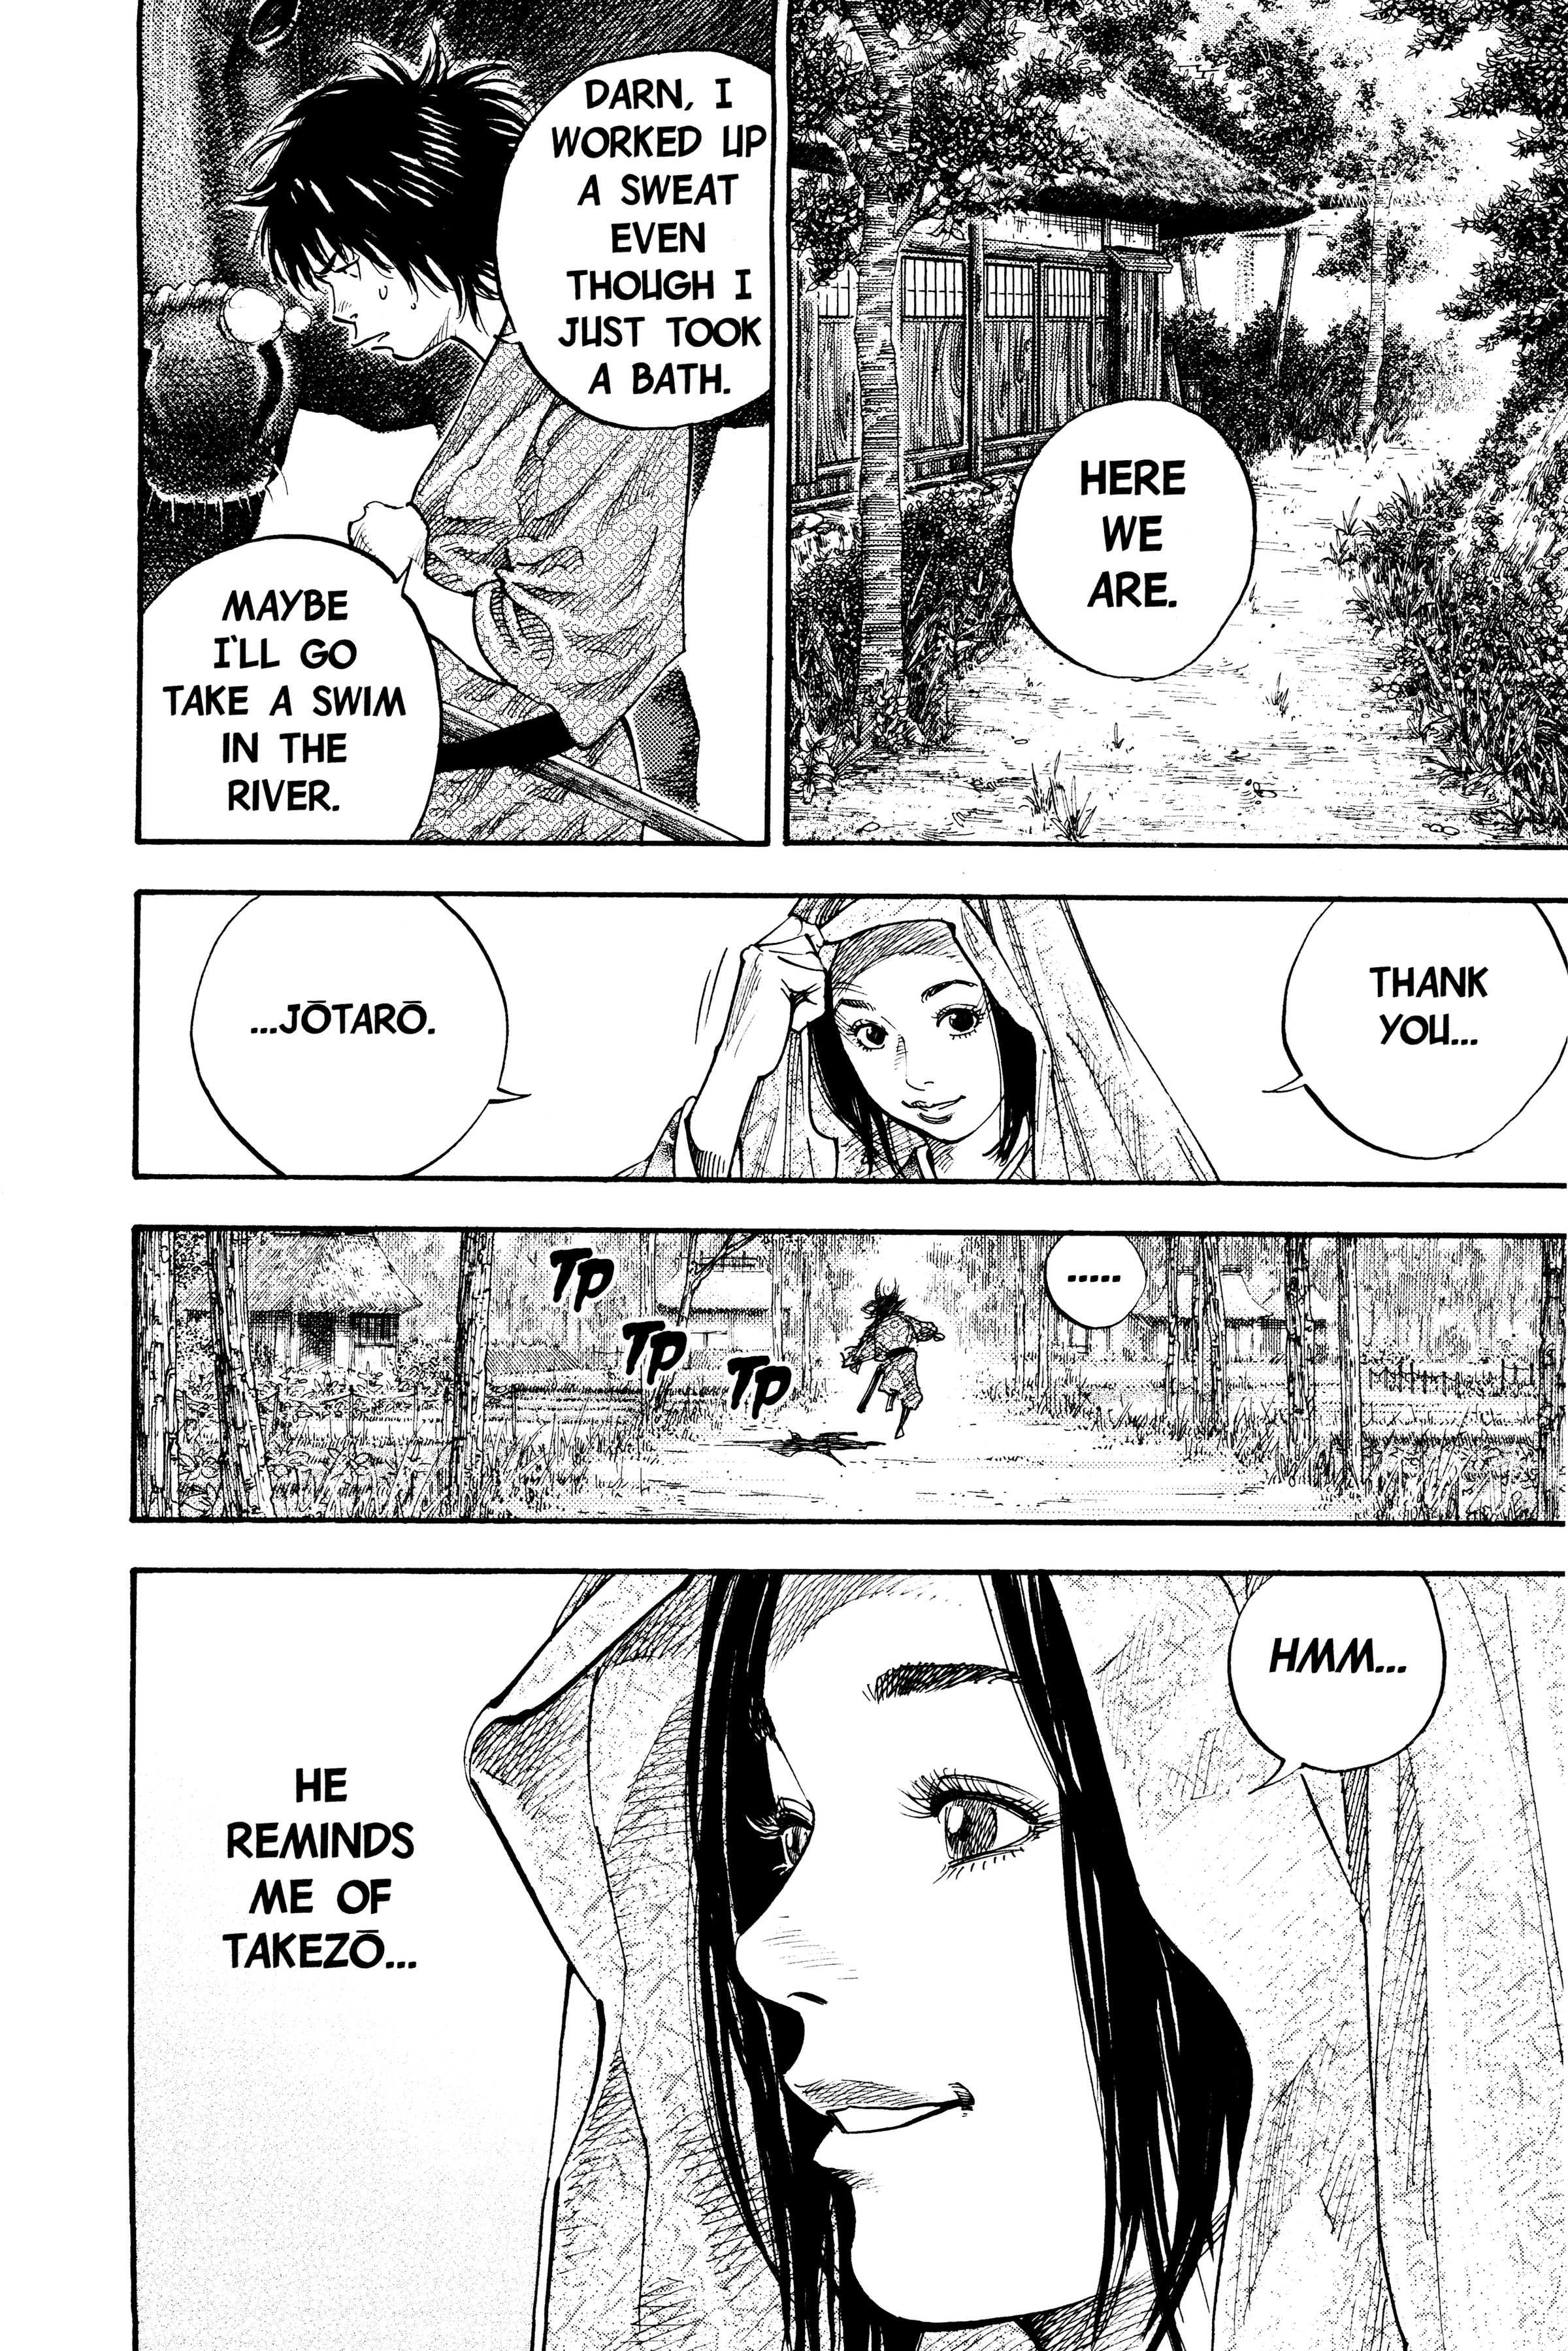 HERE
WE
ARE.
DARN, I
WORKED UP
A SWEAT
EVEN
THOUGH I
JUST TOOK
A BATH.
MAYBE
I'LL GO
TAKE A SWIM
IN THE
RIVER.
THANK
YOU...
...JŌTARŌ.
.....
TP
TP
TP
HMM...
HE
REMINDS
ME OF
TAKEZŌ...